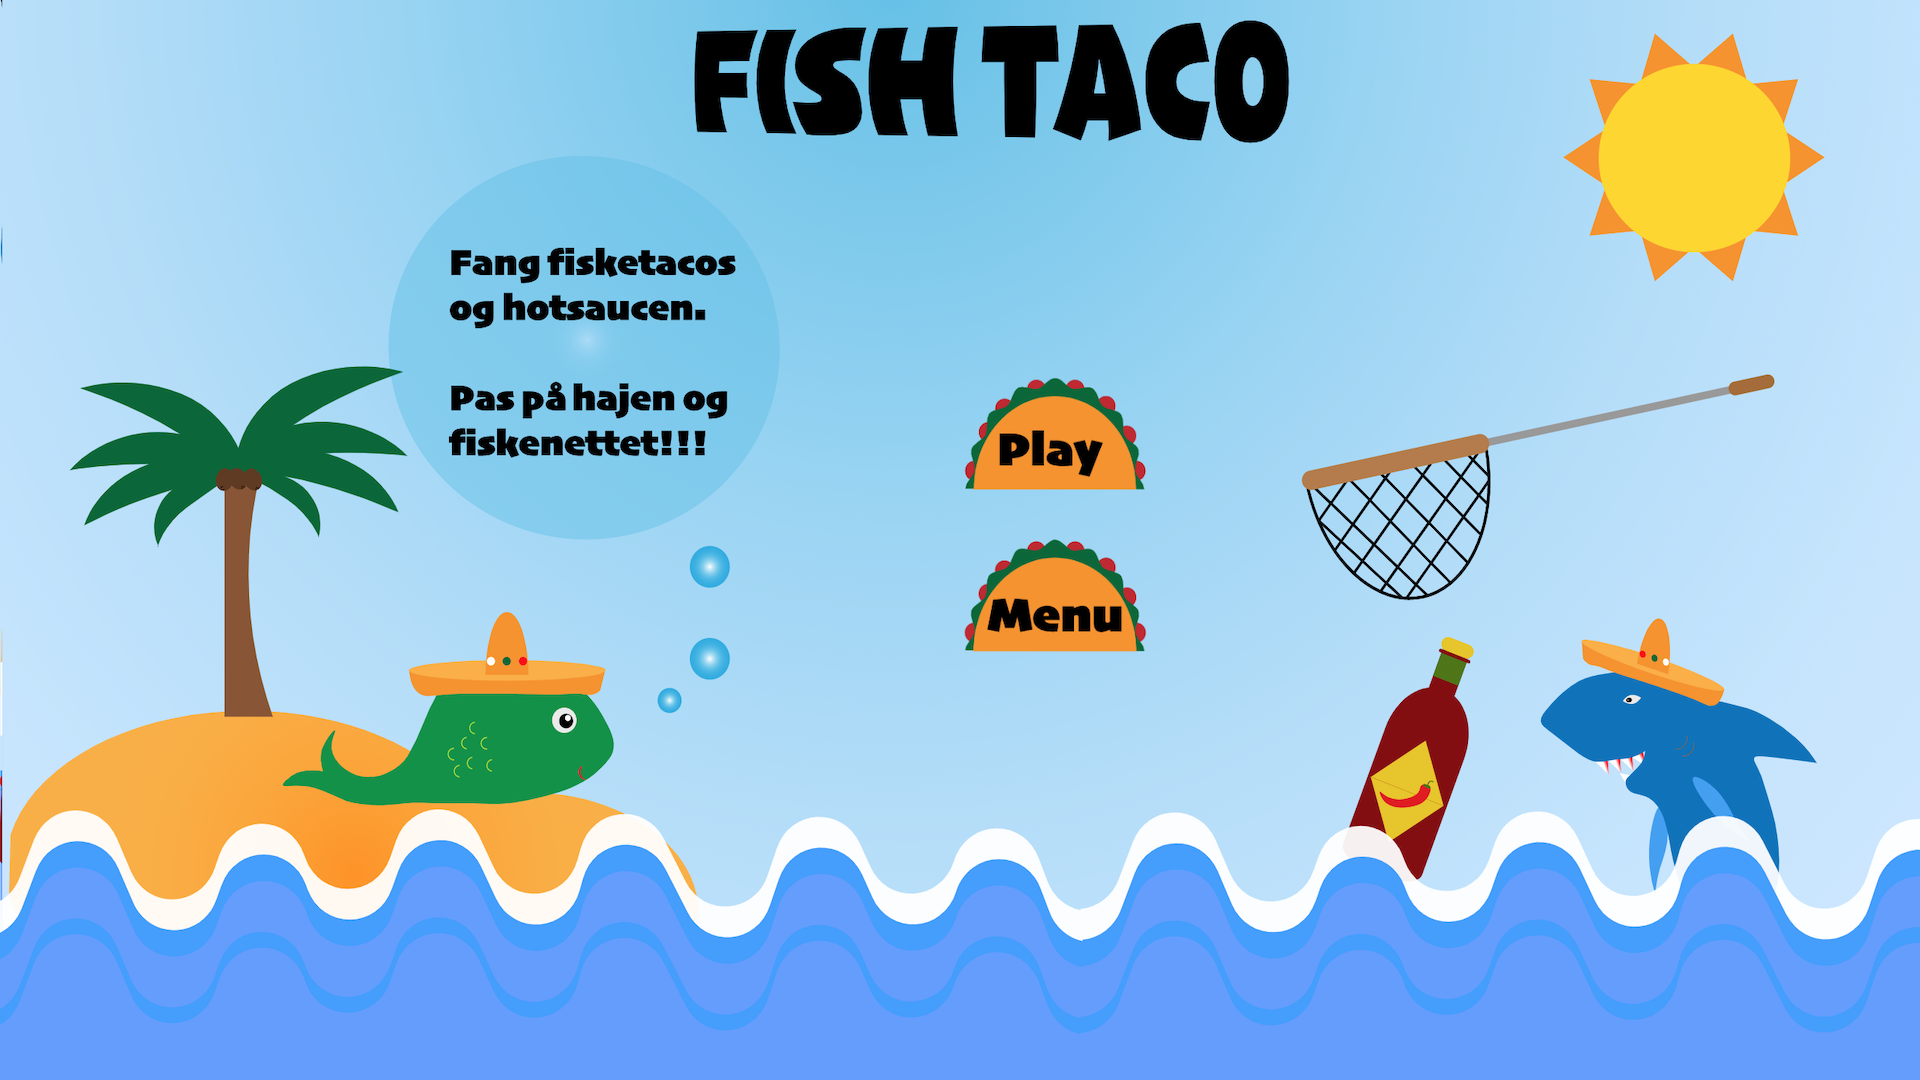 FISH TACO
Fang fisketacos
og hotsaucen.
Pas på hajen og
fiskenettet!!!
Play
Menu